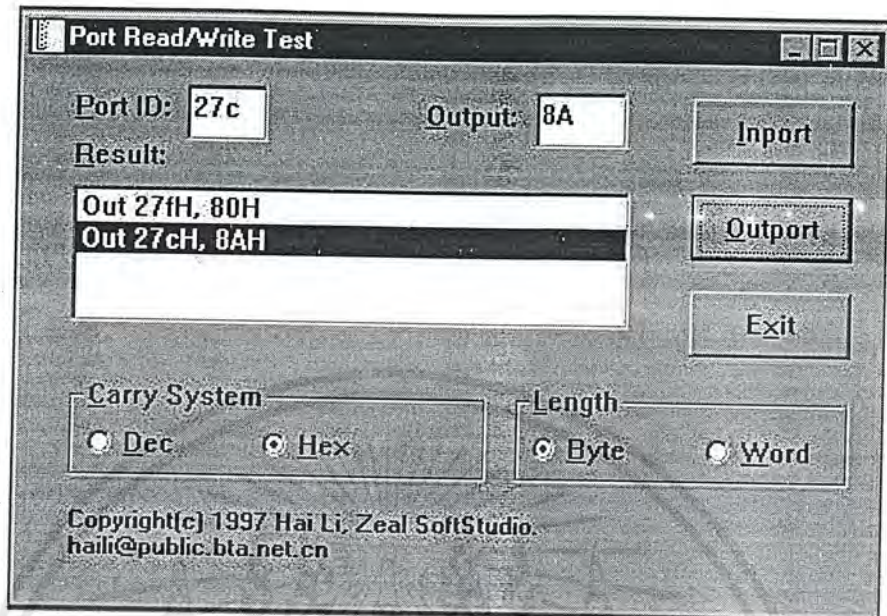 Port Read/Write Test
Port ID: 27c Output: 8A Inport
Result:
Out 27fH, 80H
Out 27cH, 8AH
Outport
Exit
Carry System Length
Dec Hex Byte Word
Copyright(c) 1997 Hai Li, Zeal SoftStudio.
haili@public.bta.net.cn